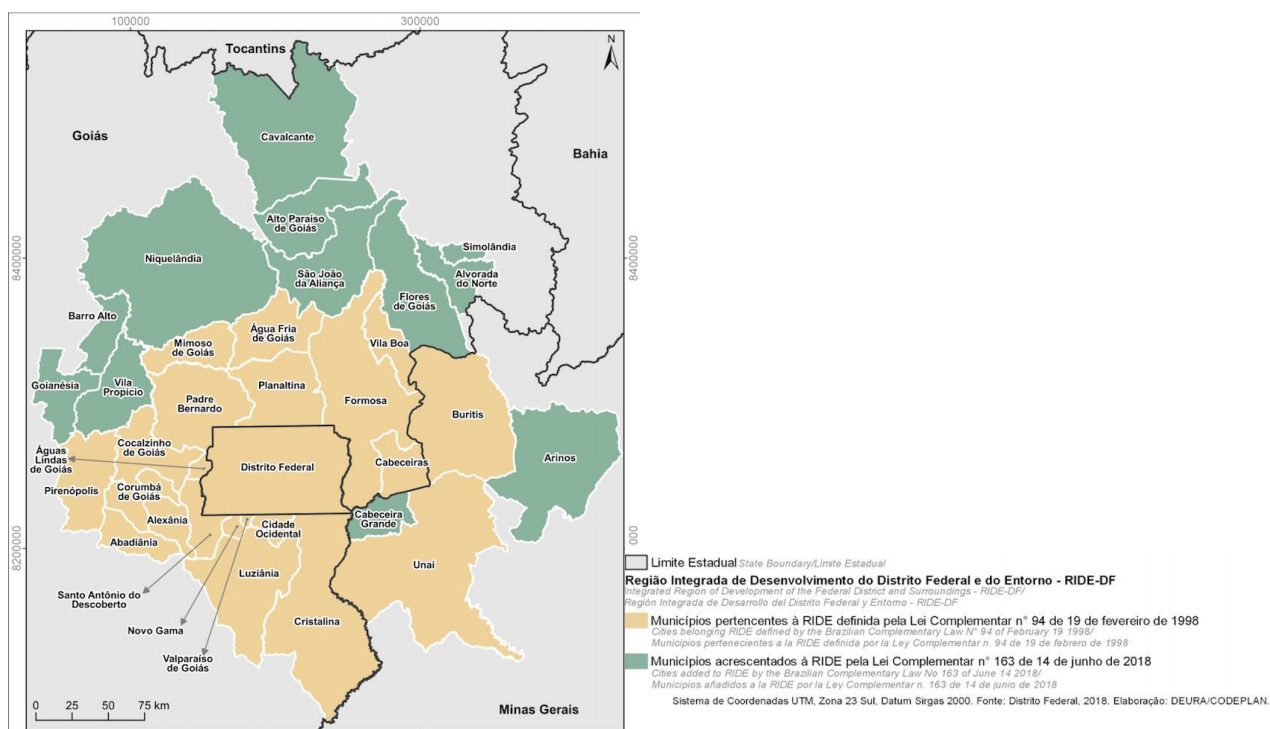 100000
300000
Tocantins
N
Goiás
Cavalcante
Bahia
Alto Paraíso
de Goiás
8400000
8400000
Niquelândia
São João
da Aliança
Simolândia
Alvorada
do Norte
Flores
de Goiás
Barro Alto
Água Fria
de Goiás
Mimoso
de Goiás
Vila Boa
Goianésia
Vila
Propício
Padre
Bernardo
Planaltina
Formosa
Buritis
Águas
Lindas
de Goiás
Cocalzinho
de Goiás
Distrito Federal
Cabeceiras
Arinos
Pirenópolis
Corumbá
de Goiás
Alexânia
Abadiânia
Cidade
Ocidental
Cabeceira
Grande
8200000
000
Luziânia
Unaí
Santo Antônio do
Descoberto
Novo Gama
Cristalina
Valparaíso
de Goiás
0 25 50 75 km
Minas Gerais
Limite Estadual State Boundary/Limite Estadual
Região Integrada de Desenvolvimento do Distrito Federal e do Entorno - RIDE-DF
Integrated Region of Development of the Federal District and Surroundings - RIDE-DF/
Región Integrada de Desarrollo del Distrito Federal y Entorno - RIDE-DF
Municípios pertencentes à RIDE definida pela Lei Complementar n° 94 de 19 de fevereiro de 1998
Cities belonging RIDE defined by the Brazilian Complementary Law N° 94 of February 19 1998/
Municipios pertenecientes a la RIDE definida por la Ley Complementar n. 94 de 19 de febrero de 1998
Municípios acrescentados à RIDE pela Lei Complementar n° 163 de 14 de junho de 2018
Cities added to RIDE by the Brazilian Complementary Law No 163 of June 14 2018/
Municipios añadidos a la RIDE por la Ley Complementar n. 163 de 14 de junio de 2018
Sistema de Coordenadas UTM, Zona 23 Sul, Datum Sirgas 2000. Fonte: Distrito Federal, 2018. Elaboração: DEURA/CODEPLAN.